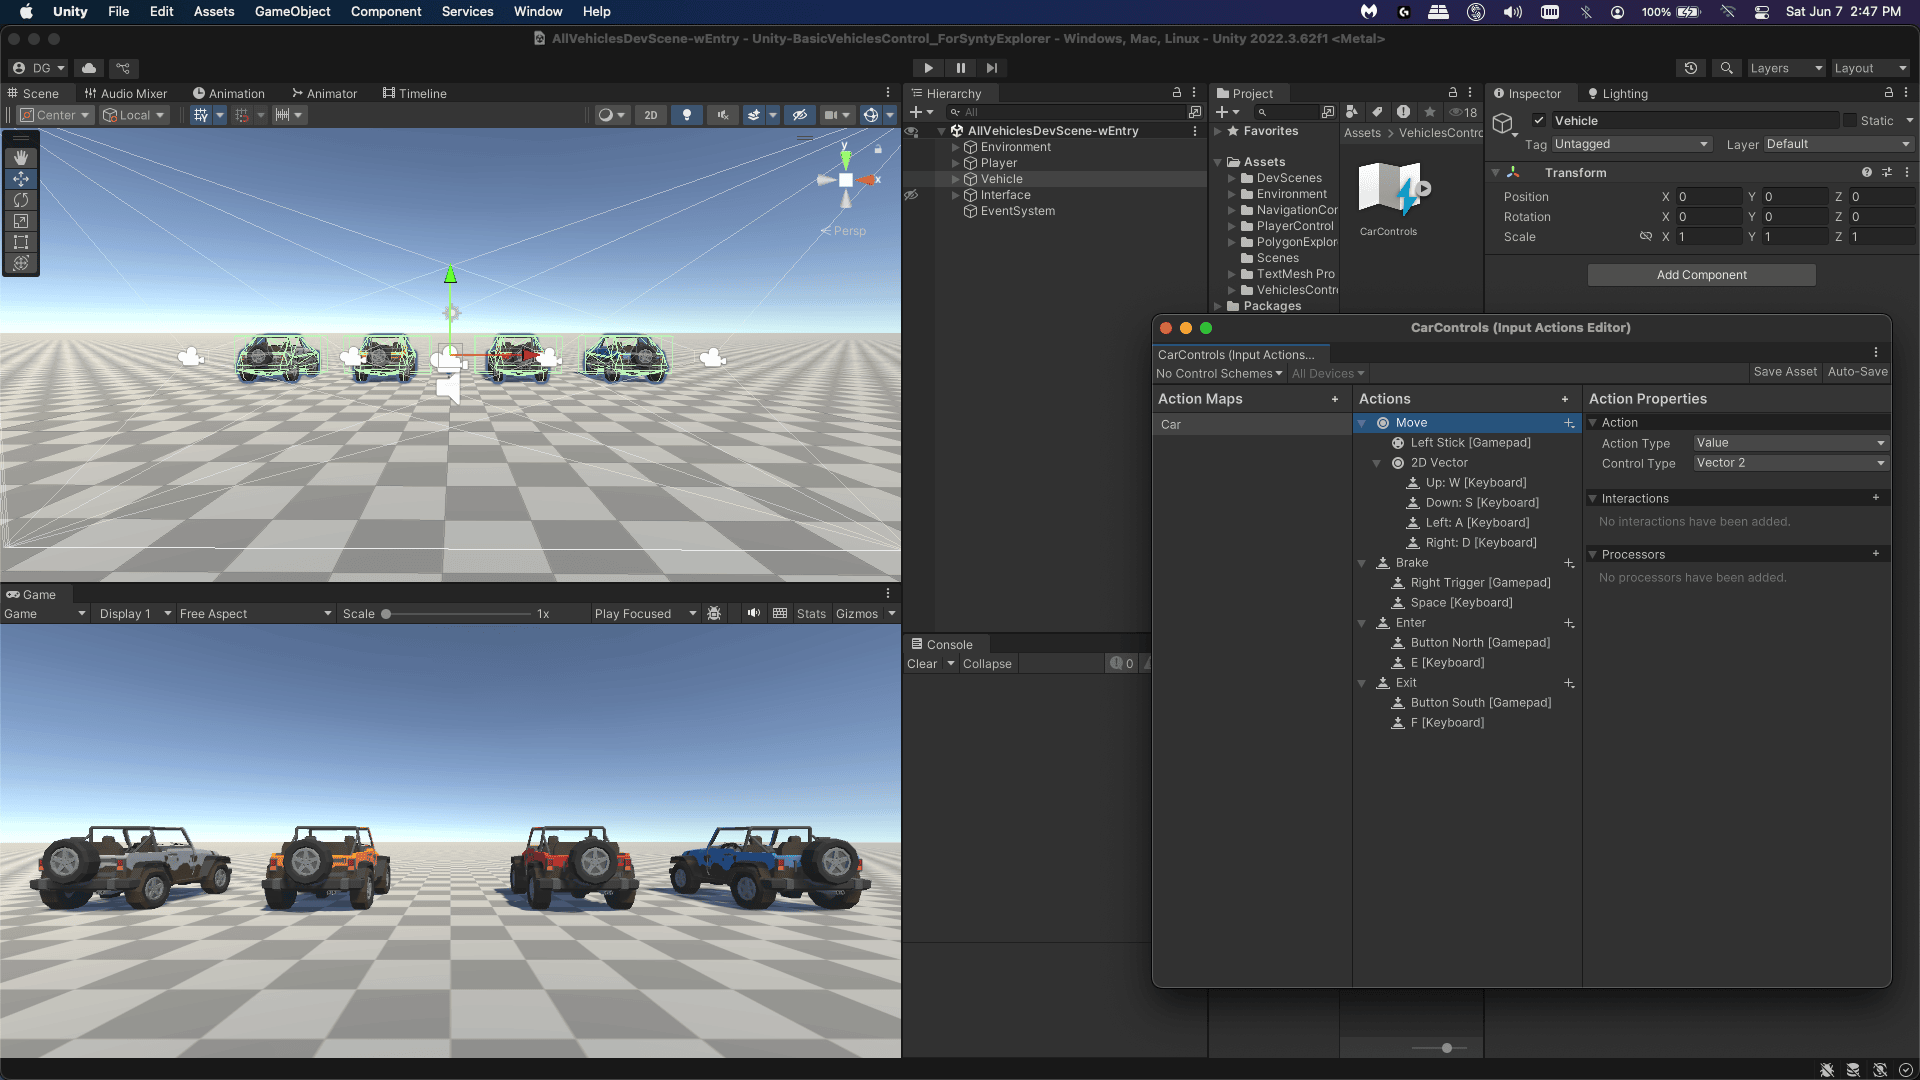 Unity File Edit Assets GameObject Component Services Window Help 100% Sat Jun 7 2:47 PM
AllVehiclesDevScene-wEntry - Unity-BasicVehiclesControl_ForSyntyExplorer - Windows, Mac, Linux - Unity 2022.3.62f1 <Metal>
DG Layers Layout
Scene Audio Mixer Animation Animator Timeline
Center Local 2D
y
x
Persp
Game
Game Display 1 Free Aspect Scale 1x Play Focused Stats Gizmos
Hierarchy
All
AllVehiclesDevScene-wEntry
Environment
Player
Vehicle
Interface
EventSystem
Console
Clear Collapse 0
Project
18
Favorites
Assets
DevScenes
Environment
NavigationCor
PlayerControl
PolygonExplor
Scenes
TextMesh Pro
VehiclesContr
Packages
Assets > VehiclesContro
CarControls
Inspector Lighting
Vehicle Static
Tag Untagged Layer Default
Transform
Position X 0 Y 0 Z 0
Rotation X 0 Y 0 Z 0
Scale X 1 Y 1 Z 1
Add Component
CarControls (Input Actions Editor)
CarControls (Input Actions...
No Control Schemes All Devices Save Asset Auto-Save
Action Maps +
Car
Actions +
Move
Left Stick [Gamepad]
2D Vector
Up: W [Keyboard]
Down: S [Keyboard]
Left: A [Keyboard]
Right: D [Keyboard]
Brake
Right Trigger [Gamepad]
Space [Keyboard]
Enter
Button North [Gamepad]
E [Keyboard]
Exit
Button South [Gamepad]
F [Keyboard]
Action Properties
Action
Action Type Value
Control Type Vector 2
Interactions +
No interactions have been added.
Processors +
No processors have been added.